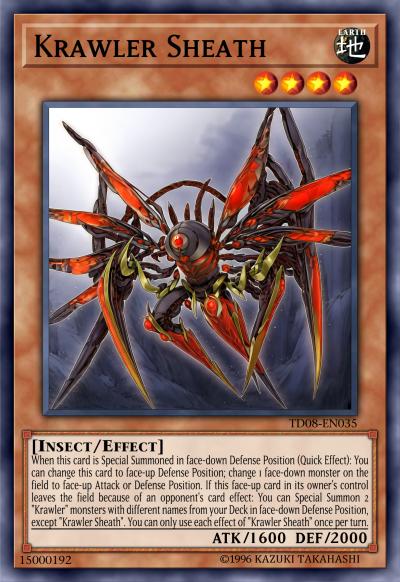 Krawler Sheath
EARTH
地
TD08-EN035
[Insect/Effect]
When this card is Special Summoned in face-down Defense Position (Quick Effect): You
can change this card to face-up Defense Position; change 1 face-down monster on the
field to face-up Attack or Defense Position. If this face-up card in its owner's control
leaves the field because of an opponent's card effect: You can Special Summon 2
"Krawler" monsters with different names from your Deck in face-down Defense Position,
except "Krawler Sheath". You can only use each effect of "Krawler Sheath" once per turn.
ATK/1600 DEF/2000
15000192
©1996 KAZUKI TAKAHASHI